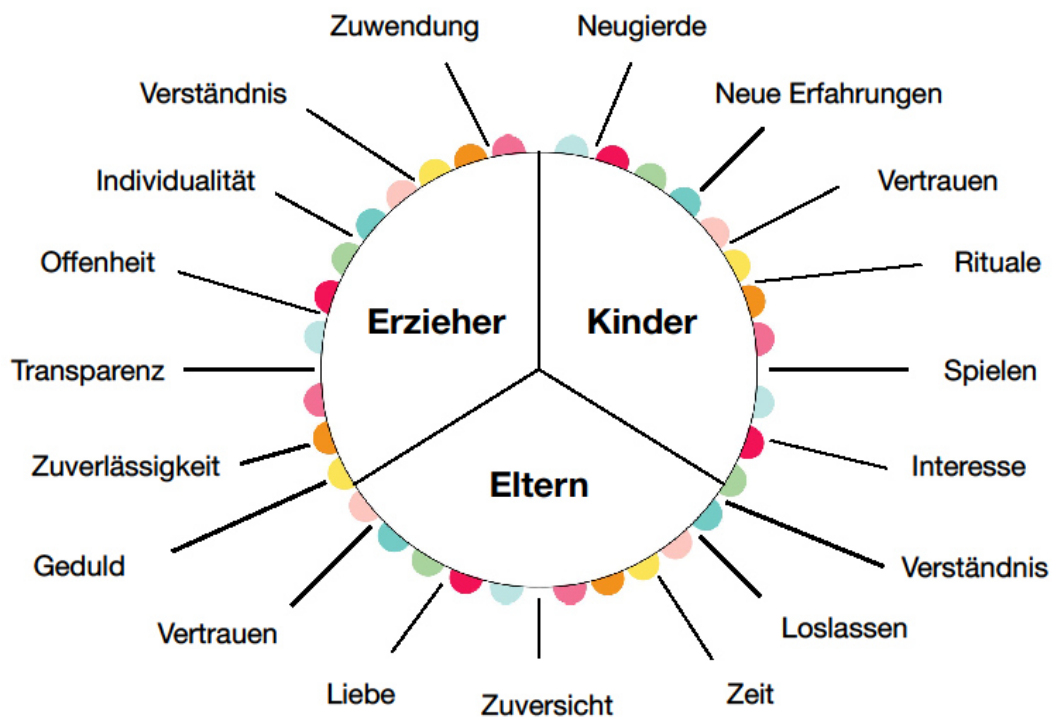 Zuwendung
Neugierde
Verständnis
Neue Erfahrungen
Individualität
Vertrauen
Offenheit
Rituale
Erzieher
Kinder
Transparenz
Spielen
Zuverlässigkeit
Interesse
Eltern
Geduld
Verständnis
Vertrauen
Loslassen
Liebe
Zuversicht
Zeit